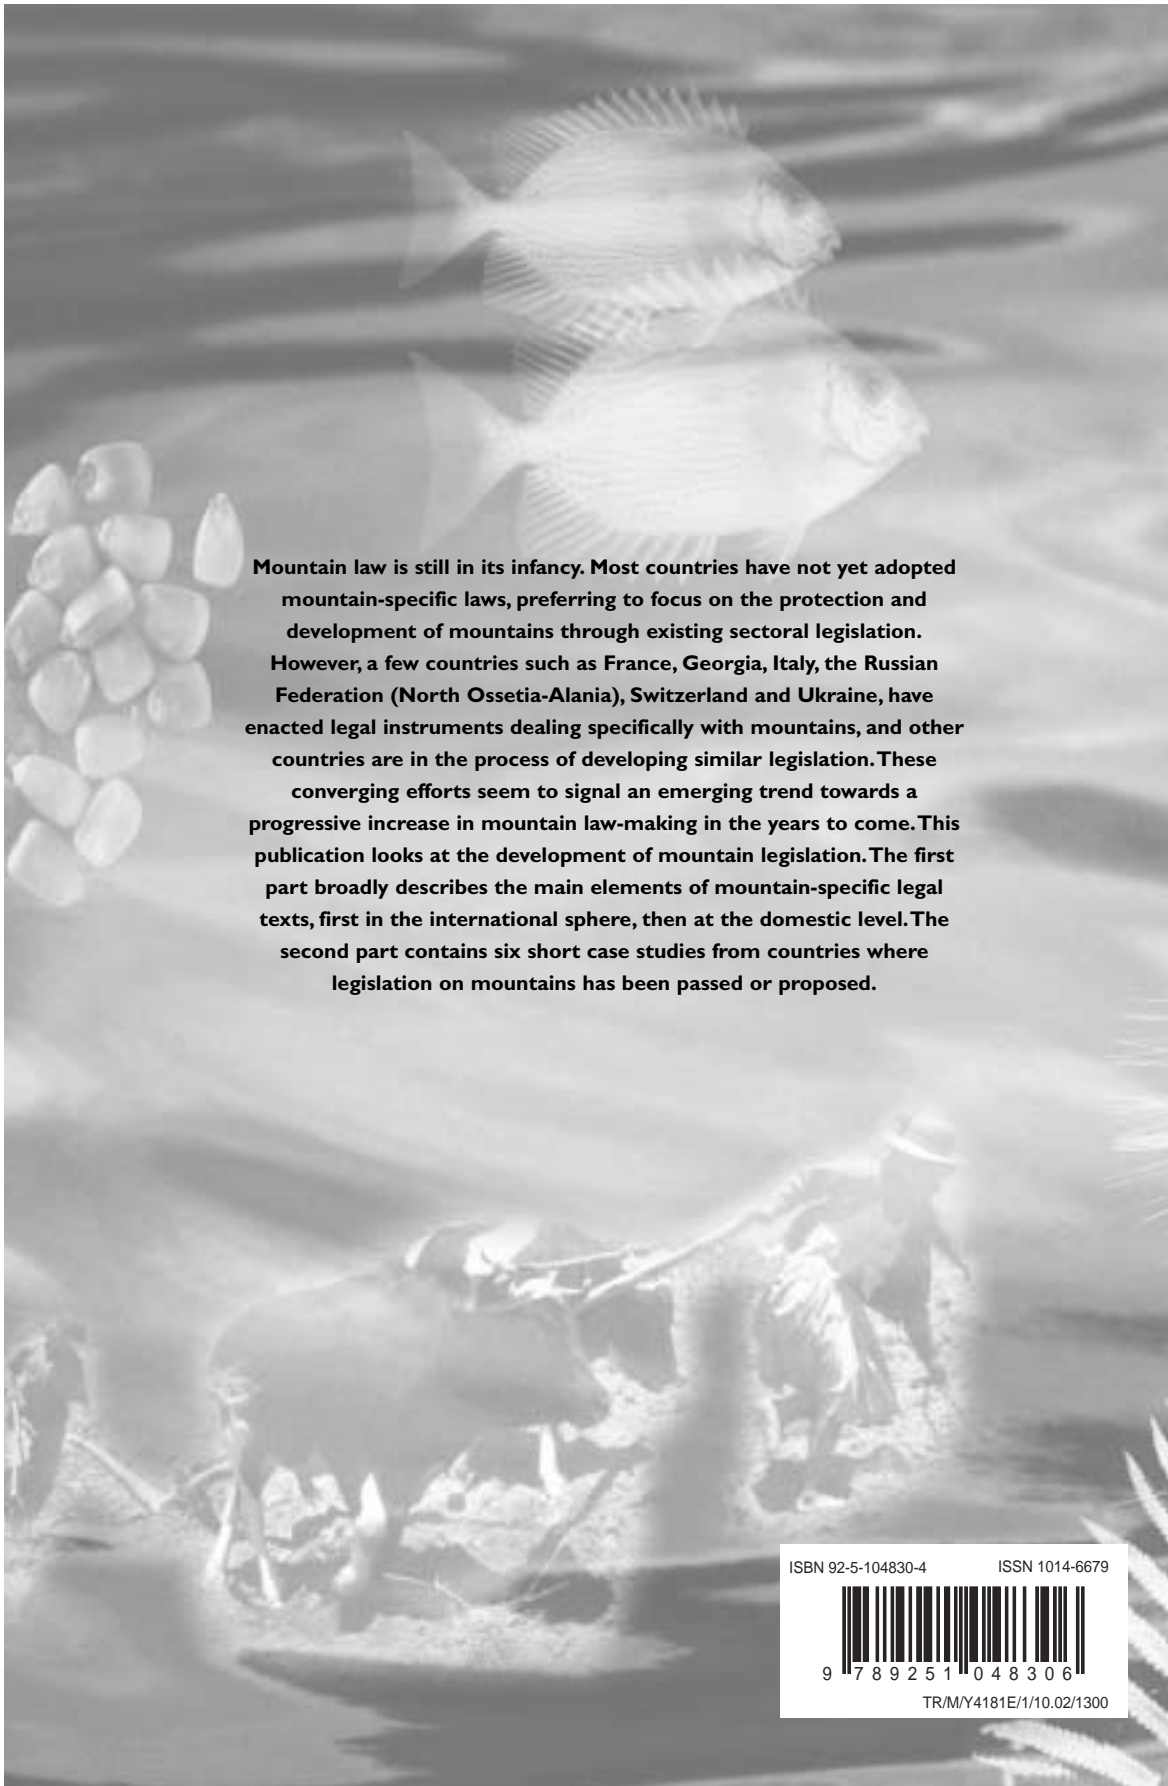 Mountain law is still in its infancy. Most countries have not yet adopted
mountain-specific laws, preferring to focus on the protection and
development of mountains through existing sectoral legislation.
However, a few countries such as France, Georgia, Italy, the Russian
Federation (North Ossetia-Alania), Switzerland and Ukraine, have
enacted legal instruments dealing specifically with mountains, and other
countries are in the process of developing similar legislation. These
converging efforts seem to signal an emerging trend towards a
progressive increase in mountain law-making in the years to come. This
publication looks at the development of mountain legislation. The first
part broadly describes the main elements of mountain-specific legal
texts, first in the international sphere, then at the domestic level. The
second part contains six short case studies from countries where
legislation on mountains has been passed or proposed.
ISBN 92-5-104830-4 ISSN 1014-6679
9 789251 048306
TR/M/Y4181E/1/10.02/1300